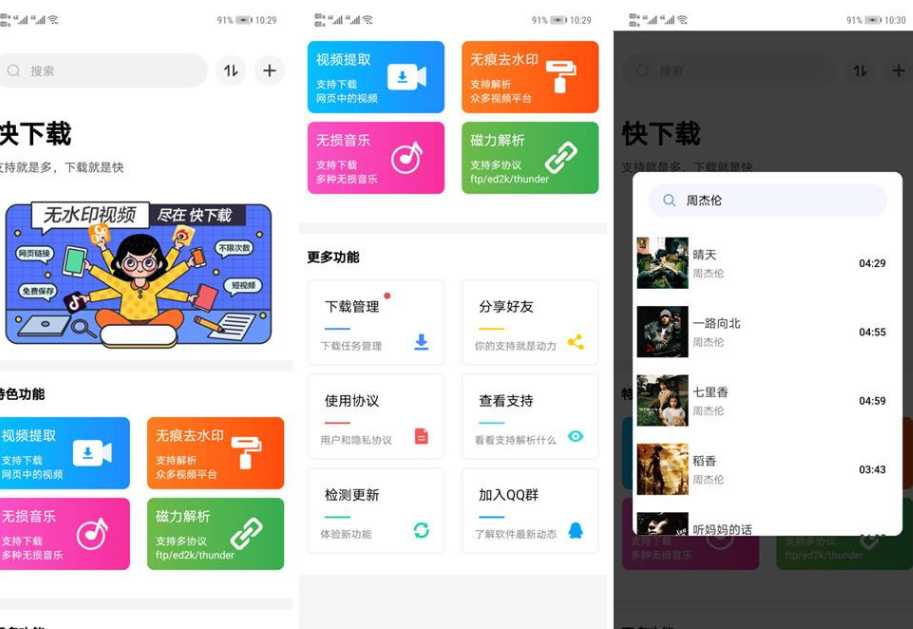 91% 10:29
搜索
快下载
支持就是多，下载就是快
无水印视频 尽在 快下载
网页链接
不限次数
免费保存
短视频
特色功能
视频提取
支持下载
网页中的视频
无痕去水印
支持解析
众多视频平台
无损音乐
支持下载
多种无损音乐
磁力解析
支持多协议
ftp/ed2k/thunder
91% 10:29
视频提取
支持下载
网页中的视频
无痕去水印
支持解析
众多视频平台
无损音乐
支持下载
多种无损音乐
磁力解析
支持多协议
ftp/ed2k/thunder
更多功能
下载管理
下载任务管理
分享好友
你的支持就是动力
使用协议
用户和隐私协议
查看支持
看看支持解析什么
检测更新
体验新功能
加入QQ群
了解软件最新动态
91% 10:30
搜索
快下载
支持就是多，下载就是快
周杰伦
晴天
周杰伦
04:29
一路向北
周杰伦
04:55
七里香
周杰伦
04:59
稻香
周杰伦
03:43
听妈妈的话
支持下载
多种无损音乐
支持多协议
ftp/ed2k/thunder